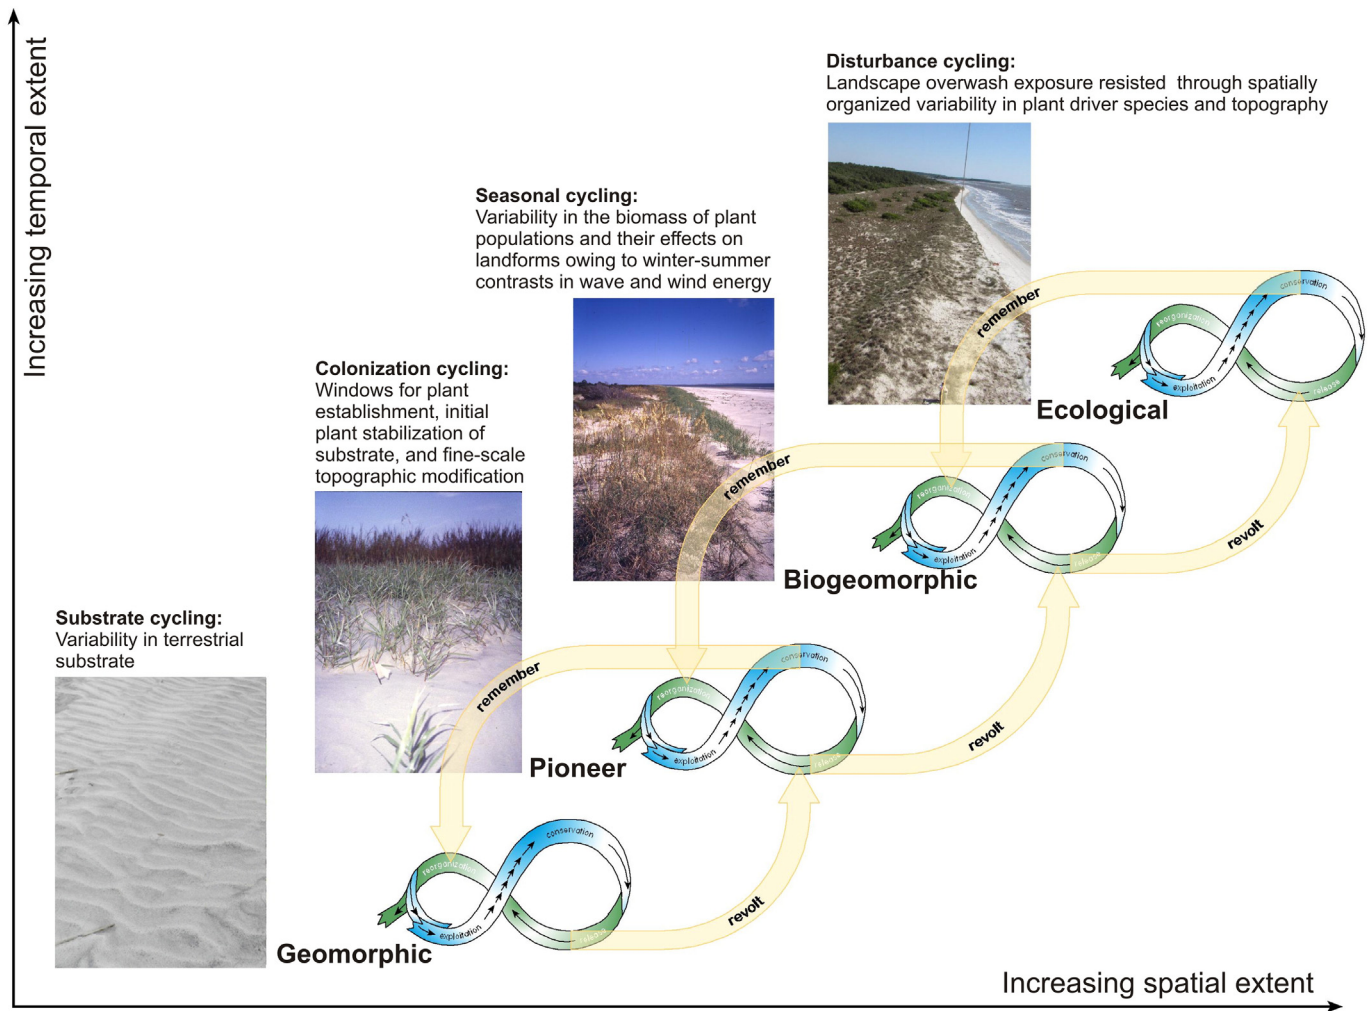 Increasing temporal extent
Disturbance cycling:
Landscape overwash exposure resisted through spatially
organized variability in plant driver species and topography
Seasonal cycling:
Variability in the biomass of plant
populations and their effects on
landforms owing to winter-summer
contrasts in wave and wind energy
Colonization cycling:
Windows for plant
establishment, initial
plant stabilization of
substrate, and fine-scale
topographic modification
Substrate cycling:
Variability in terrestrial
substrate
remember
conservation
reorganization
exploitation
release
Ecological
revolt
remember
conservation
reorganization
exploitation
release
Biogeomorphic
revolt
remember
conservation
reorganization
exploitation
release
Pioneer
revolt
conservation
reorganization
exploitation
release
Geomorphic
Increasing spatial extent